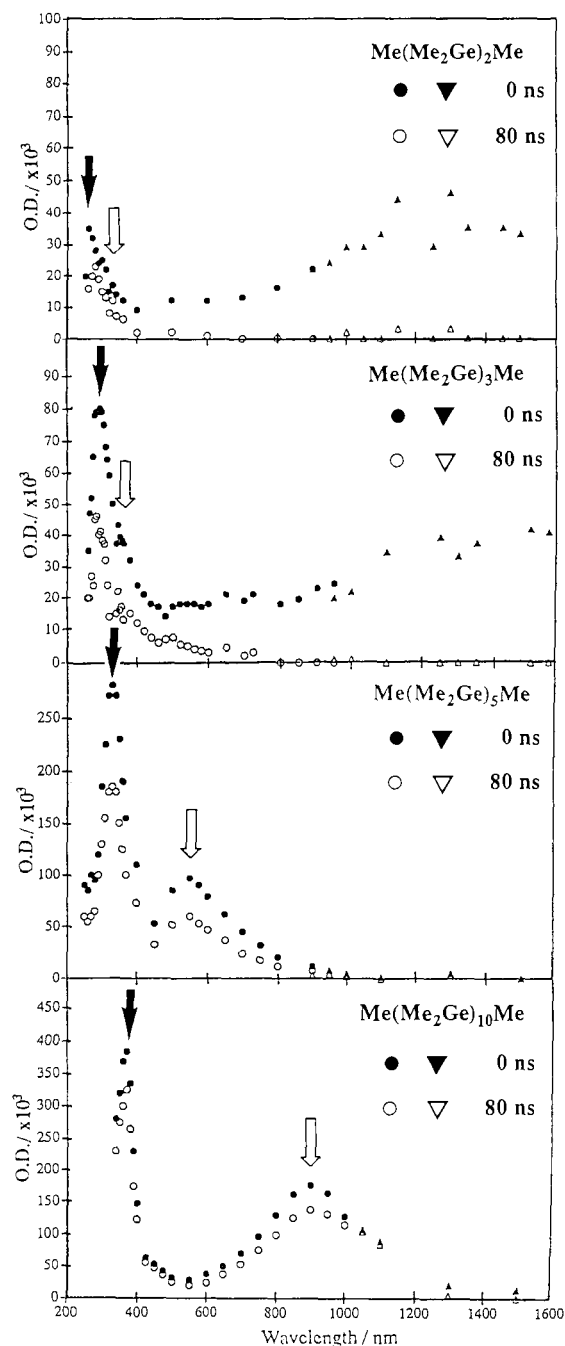 Me(Me₂Ge)₂Me
● ▼ 0 ns
○ ▽ 80 ns
O.D./ x10³
100
90
80
70
60
50
40
30
20
10
0
Me(Me₂Ge)₃Me
● ▼ 0 ns
○ ▽ 80 ns
O.D./ x10³
90
80
70
60
50
40
30
20
10
0
Me(Me₂Ge)₅Me
● ▼ 0 ns
○ ▽ 80 ns
O.D./ x10³
250
200
150
100
50
0
Me(Me₂Ge)₁₀Me
● ▼ 0 ns
○ ▽ 80 ns
O.D./ x10³
450
400
350
300
250
200
150
100
50
0
200 400 600 800 1000 1200 1400 1600
Wavelength / nm